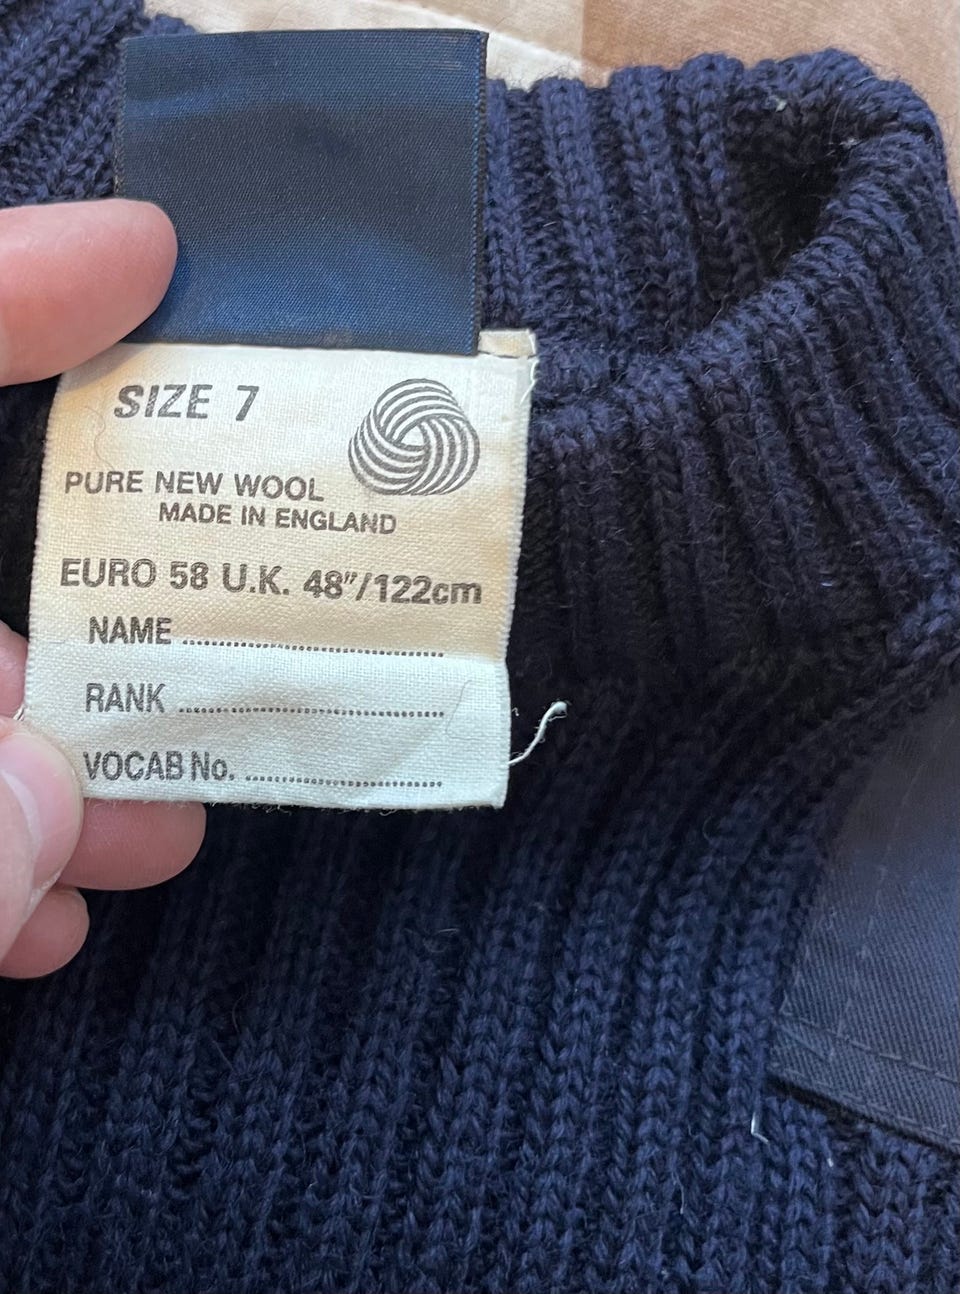 SIZE 7
PURE NEW WOOL
MADE IN ENGLAND
EURO 58 U.K. 48"/122cm
NAME ................................
RANK ................................
VOCAB No. ................................